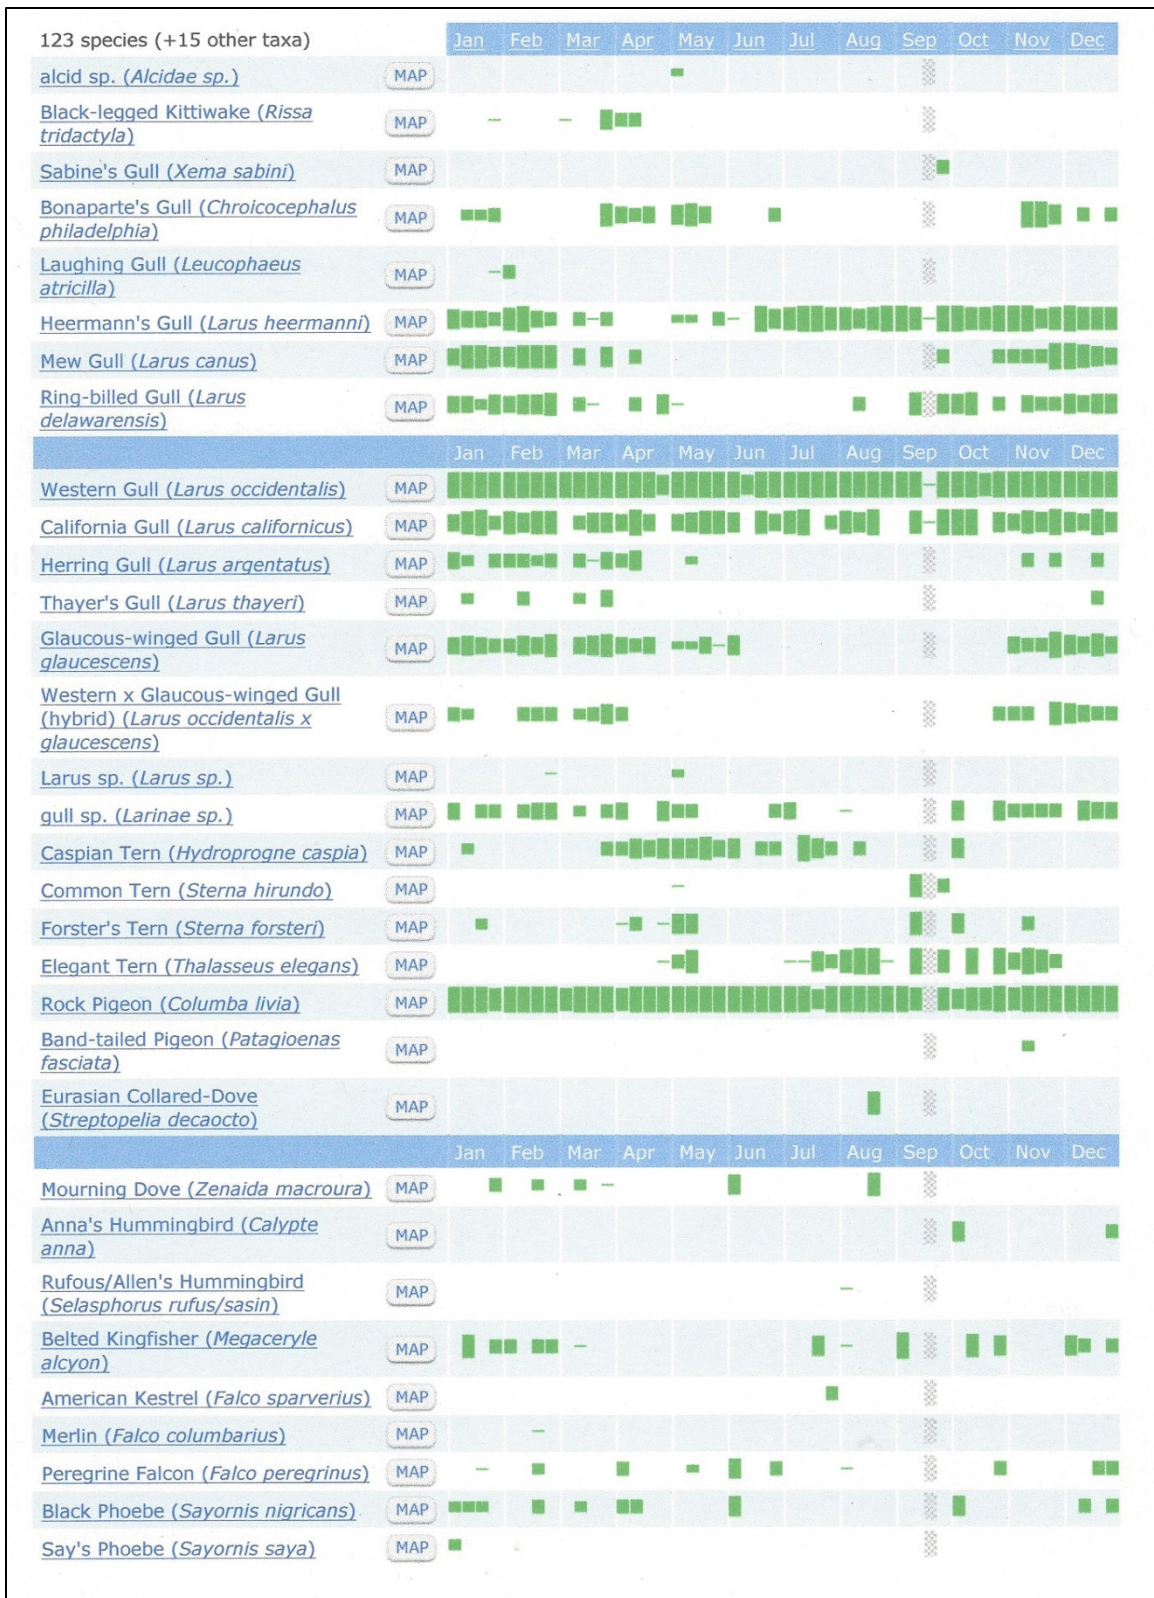 123 species (+15 other taxa) Jan Feb Mar Apr May Jun Jul Aug Sep Oct Nov Dec
alcid sp. (Alcidae sp.) MAP
Black-legged Kittiwake (Rissa
tridactyla) MAP
Sabine's Gull (Xema sabini) MAP
Bonaparte's Gull (Chroicocephalus
philadelphia) MAP
Laughing Gull (Leucophaeus
atricilla) MAP
Heermann's Gull (Larus heermanni) MAP
Mew Gull (Larus canus) MAP
Ring-billed Gull (Larus
delawarensis) MAP
Jan Feb Mar Apr May Jun Jul Aug Sep Oct Nov Dec
Western Gull (Larus occidentalis) MAP
California Gull (Larus californicus) MAP
Herring Gull (Larus argentatus) MAP
Thayer's Gull (Larus thayeri) MAP
Glaucous-winged Gull (Larus
glaucescens) MAP
Western x Glaucous-winged Gull
(hybrid) (Larus occidentalis x MAP
glaucescens)
Larus sp. (Larus sp.) MAP
gull sp. (Larinae sp.) MAP
Caspian Tern (Hydroprogne caspia) MAP
Common Tern (Sterna hirundo) MAP
Forster's Tern (Sterna forsteri) MAP
Elegant Tern (Thalasseus elegans) MAP
Rock Pigeon (Columba livia) MAP
Band-tailed Pigeon (Patagioenas
fasciata) MAP
Eurasian Collared-Dove
(Streptopelia decaocto) MAP
Jan Feb Mar Apr May Jun Jul Aug Sep Oct Nov Dec
Mourning Dove (Zenaida macroura) MAP
Anna's Hummingbird (Calypte
anna) MAP
Rufous/Allen's Hummingbird
(Selasphorus rufus/sasin) MAP
Belted Kingfisher (Megaceryle
alcyon) MAP
American Kestrel (Falco sparverius) MAP
Merlin (Falco columbarius) MAP
Peregrine Falcon (Falco peregrinus) MAP
Black Phoebe (Sayornis nigricans) MAP
Say's Phoebe (Sayornis saya) MAP